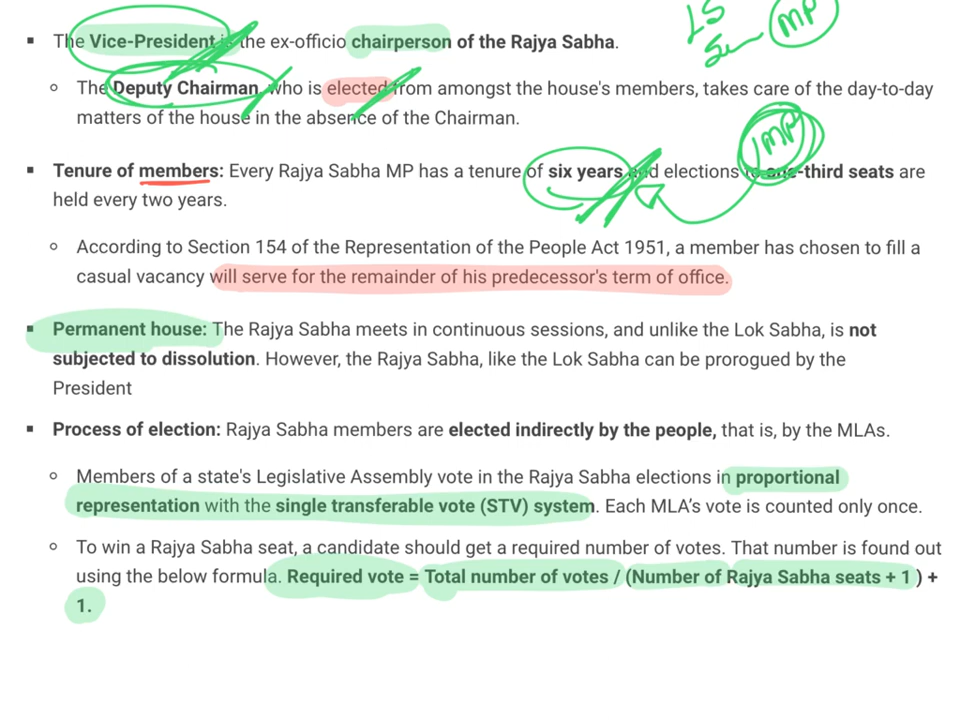 LS
MP
▪ The Vice-President is the ex-officio chairperson of the Rajya Sabha.
o The Deputy Chairman, who is elected from amongst the house's members, takes care of the day-to-day
matters of the house in the absence of the Chairman.
IMP
▪ Tenure of members: Every Rajya Sabha MP has a tenure of six years and elections to one-third seats are
held every two years.
o According to Section 154 of the Representation of the People Act 1951, a member has chosen to fill a
casual vacancy will serve for the remainder of his predecessor's term of office.
▪ Permanent house: The Rajya Sabha meets in continuous sessions, and unlike the Lok Sabha, is not
subjected to dissolution. However, the Rajya Sabha, like the Lok Sabha can be prorogued by the
President
▪ Process of election: Rajya Sabha members are elected indirectly by the people, that is, by the MLAs.
o Members of a state's Legislative Assembly vote in the Rajya Sabha elections in proportional
representation with the single transferable vote (STV) system. Each MLA’s vote is counted only once.
o To win a Rajya Sabha seat, a candidate should get a required number of votes. That number is found out
using the below formula. Required vote = Total number of votes / (Number of Rajya Sabha seats + 1 ) +
1.